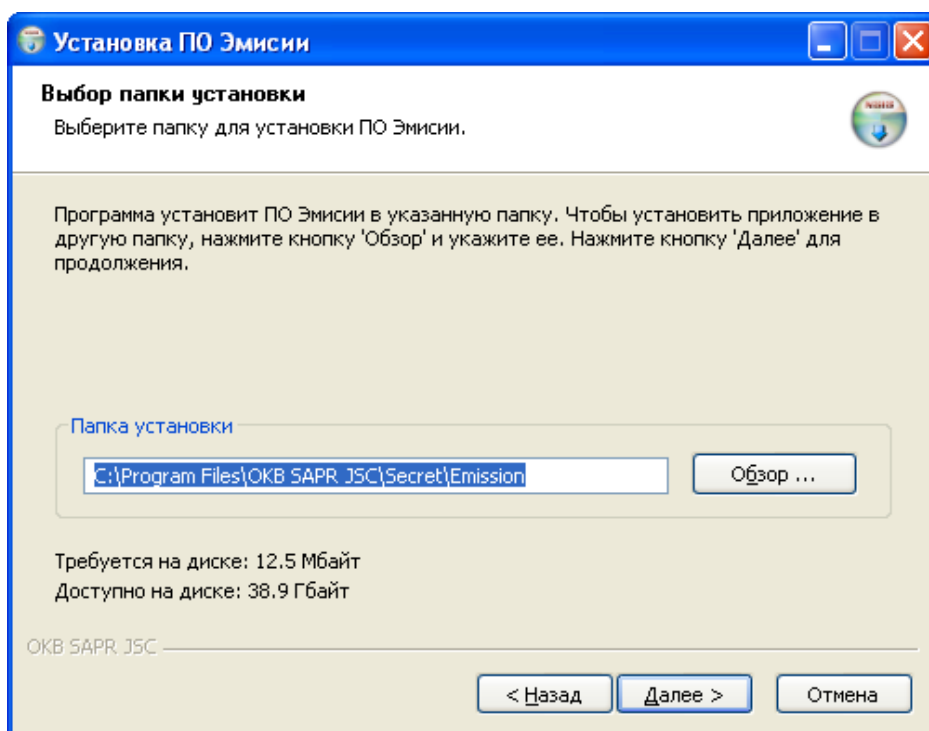 Установка ПО Эмисии
Выбор папки установки
Выберите папку для установки ПО Эмисии.
Программа установит ПО Эмисии в указанную папку. Чтобы установить приложение в
другую папку, нажмите кнопку 'Обзор' и укажите ее. Нажмите кнопку 'Далее' для
продолжения.
Папка установки
C:\Program Files\OKB SAPR JSC\Secret\Emission
Обзор ...
Требуется на диске: 12.5 Мбайт
Доступно на диске: 38.9 Гбайт
OKB SAPR JSC
< Назад
Далее >
Отмена